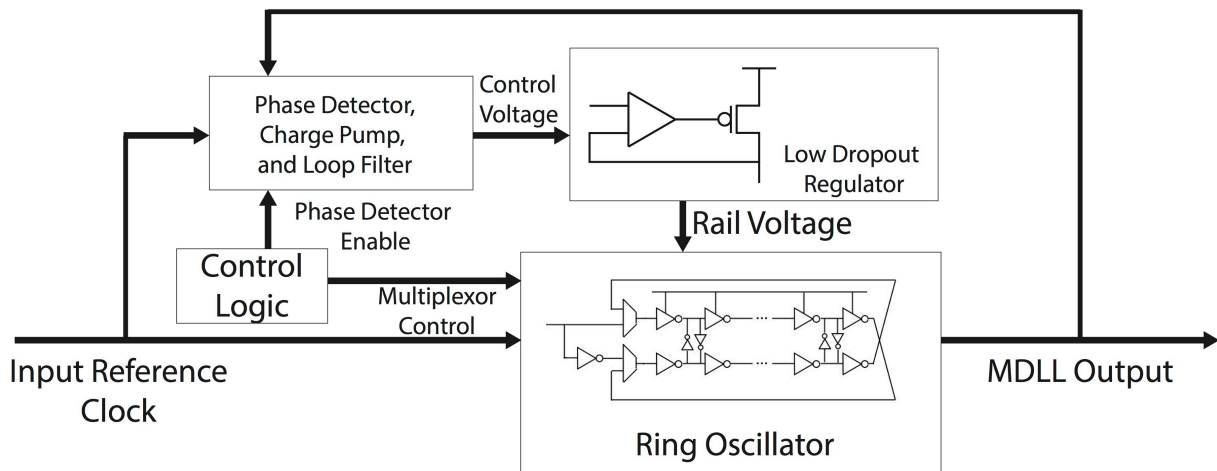 Phase Detector,
Charge Pump,
and Loop Filter
Control
Voltage
Low Dropout
Regulator
Phase Detector
Enable
Rail Voltage
Control
Logic
Multiplexor
Control
Input Reference
Clock
...
...
...
...
MDLL Output
Ring Oscillator